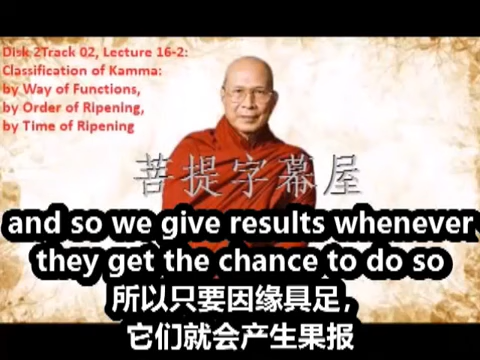 Disk 2Track 02, Lecture 16-2:
Classification of Kamma:
by Way of Functions,
by Order of Ripening,
by Time of Ripening
菩提字幕屋
and so we give results whenever
they get the chance to do so
所以只要因缘具足，
它们就会产生果报